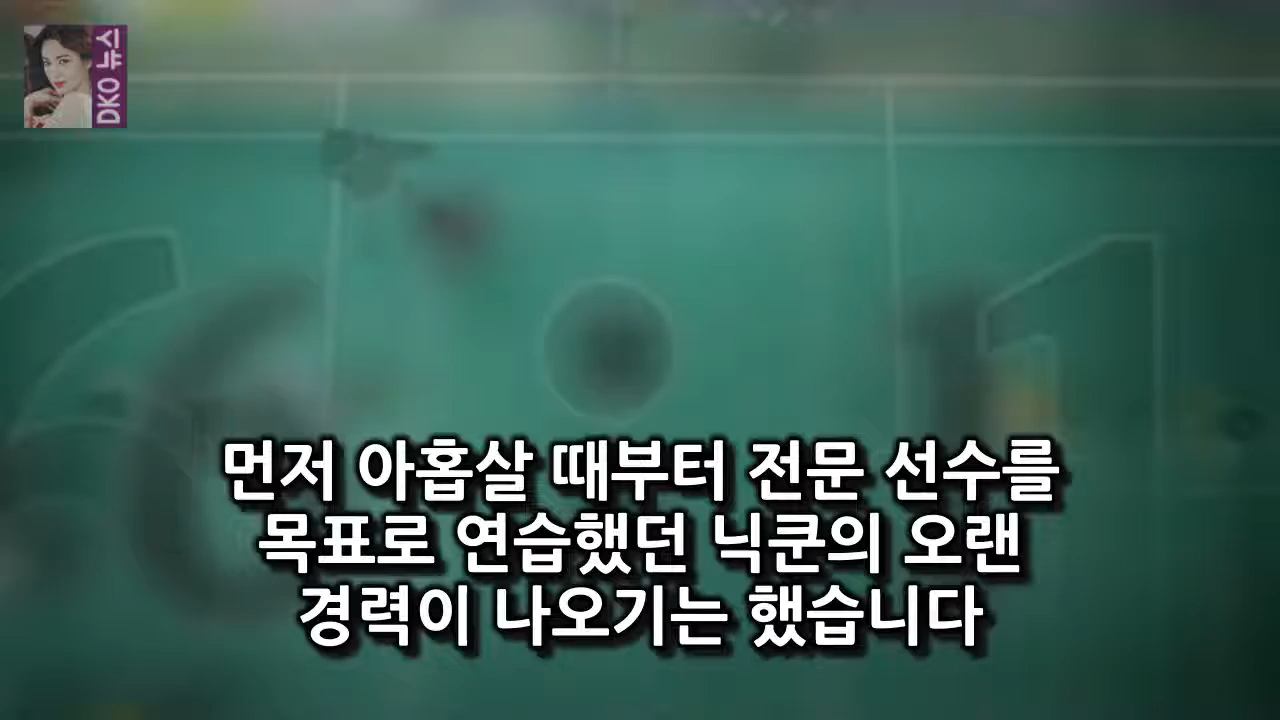 DKO 뉴스
먼저 아홉살 때부터 전문 선수를
목표로 연습했던 닉쿤의 오랜
경력이 나오기는 했습니다